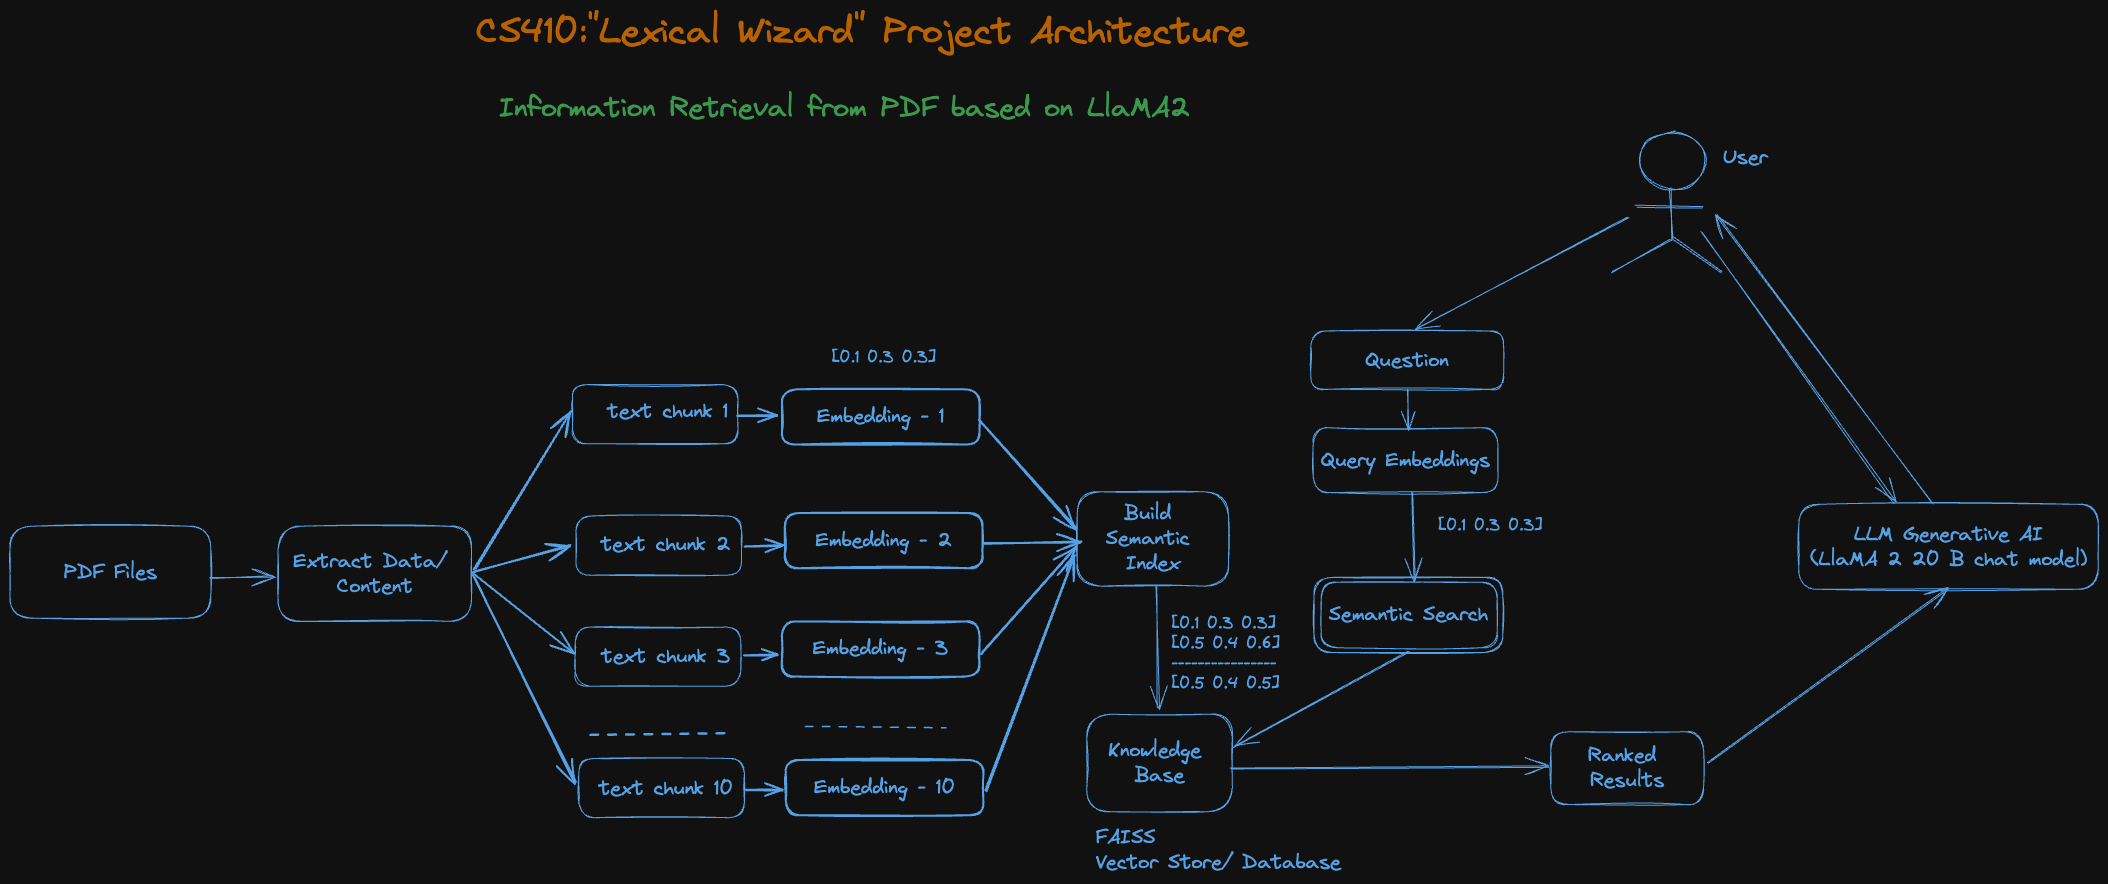 CS410:"Lexical Wizard" Project Architecture
Information Retrieval from PDF based on LlaMA2
User
[0.1 0.3 0.3]
Question
text chunk 1
Embedding - 1
Query Embeddings
Build
Semantic
Index
[0.1 0.3 0.3]
PDF Files
Extract Data/
Content
text chunk 2
Embedding - 2
LLM Generative AI
(LlaMA 2 20 B chat model)
[0.1 0.3 0.3]
[0.5 0.4 0.6]
----------------
[0.5 0.4 0.5]
Semantic Search
text chunk 3
Embedding - 3
Knowledge
Base
Ranked
Results
text chunk 10
Embedding - 10
FAISS
Vector Store/ Database